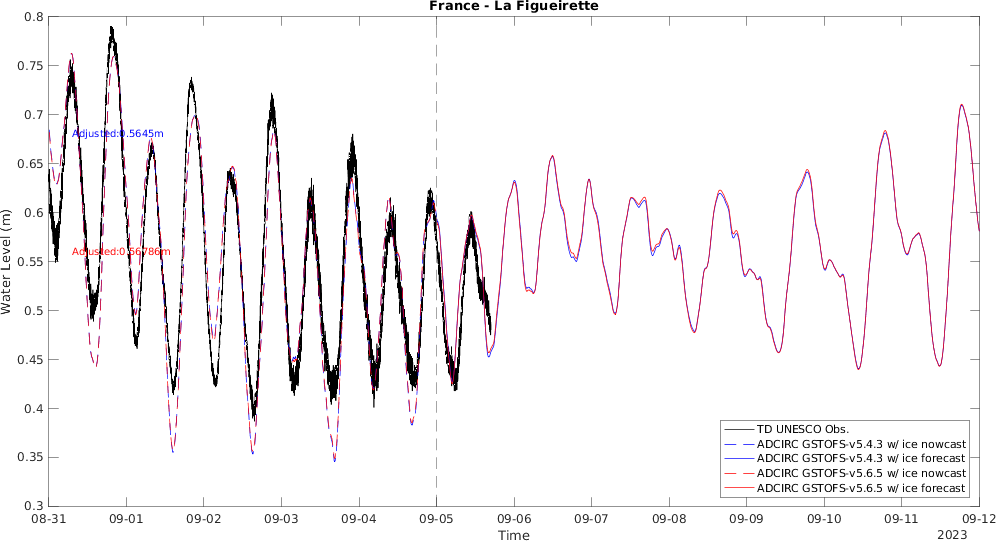 France - La Figueirette
0.8
0.75
0.7
0.65
0.6
0.55
0.5
0.45
0.4
0.35
0.3
Water Level (m)
Adjusted:0.5645m
Adjusted:0.56786m
TD UNESCO Obs.
ADCIRC GSTOFS-v5.4.3 w/ ice nowcast
ADCIRC GSTOFS-v5.4.3 w/ ice forecast
ADCIRC GSTOFS-v5.6.5 w/ ice nowcast
ADCIRC GSTOFS-v5.6.5 w/ ice forecast
08-31 09-01 09-02 09-03 09-04 09-05 09-06 09-07 09-08 09-09 09-10 09-11 09-12
Time
2023